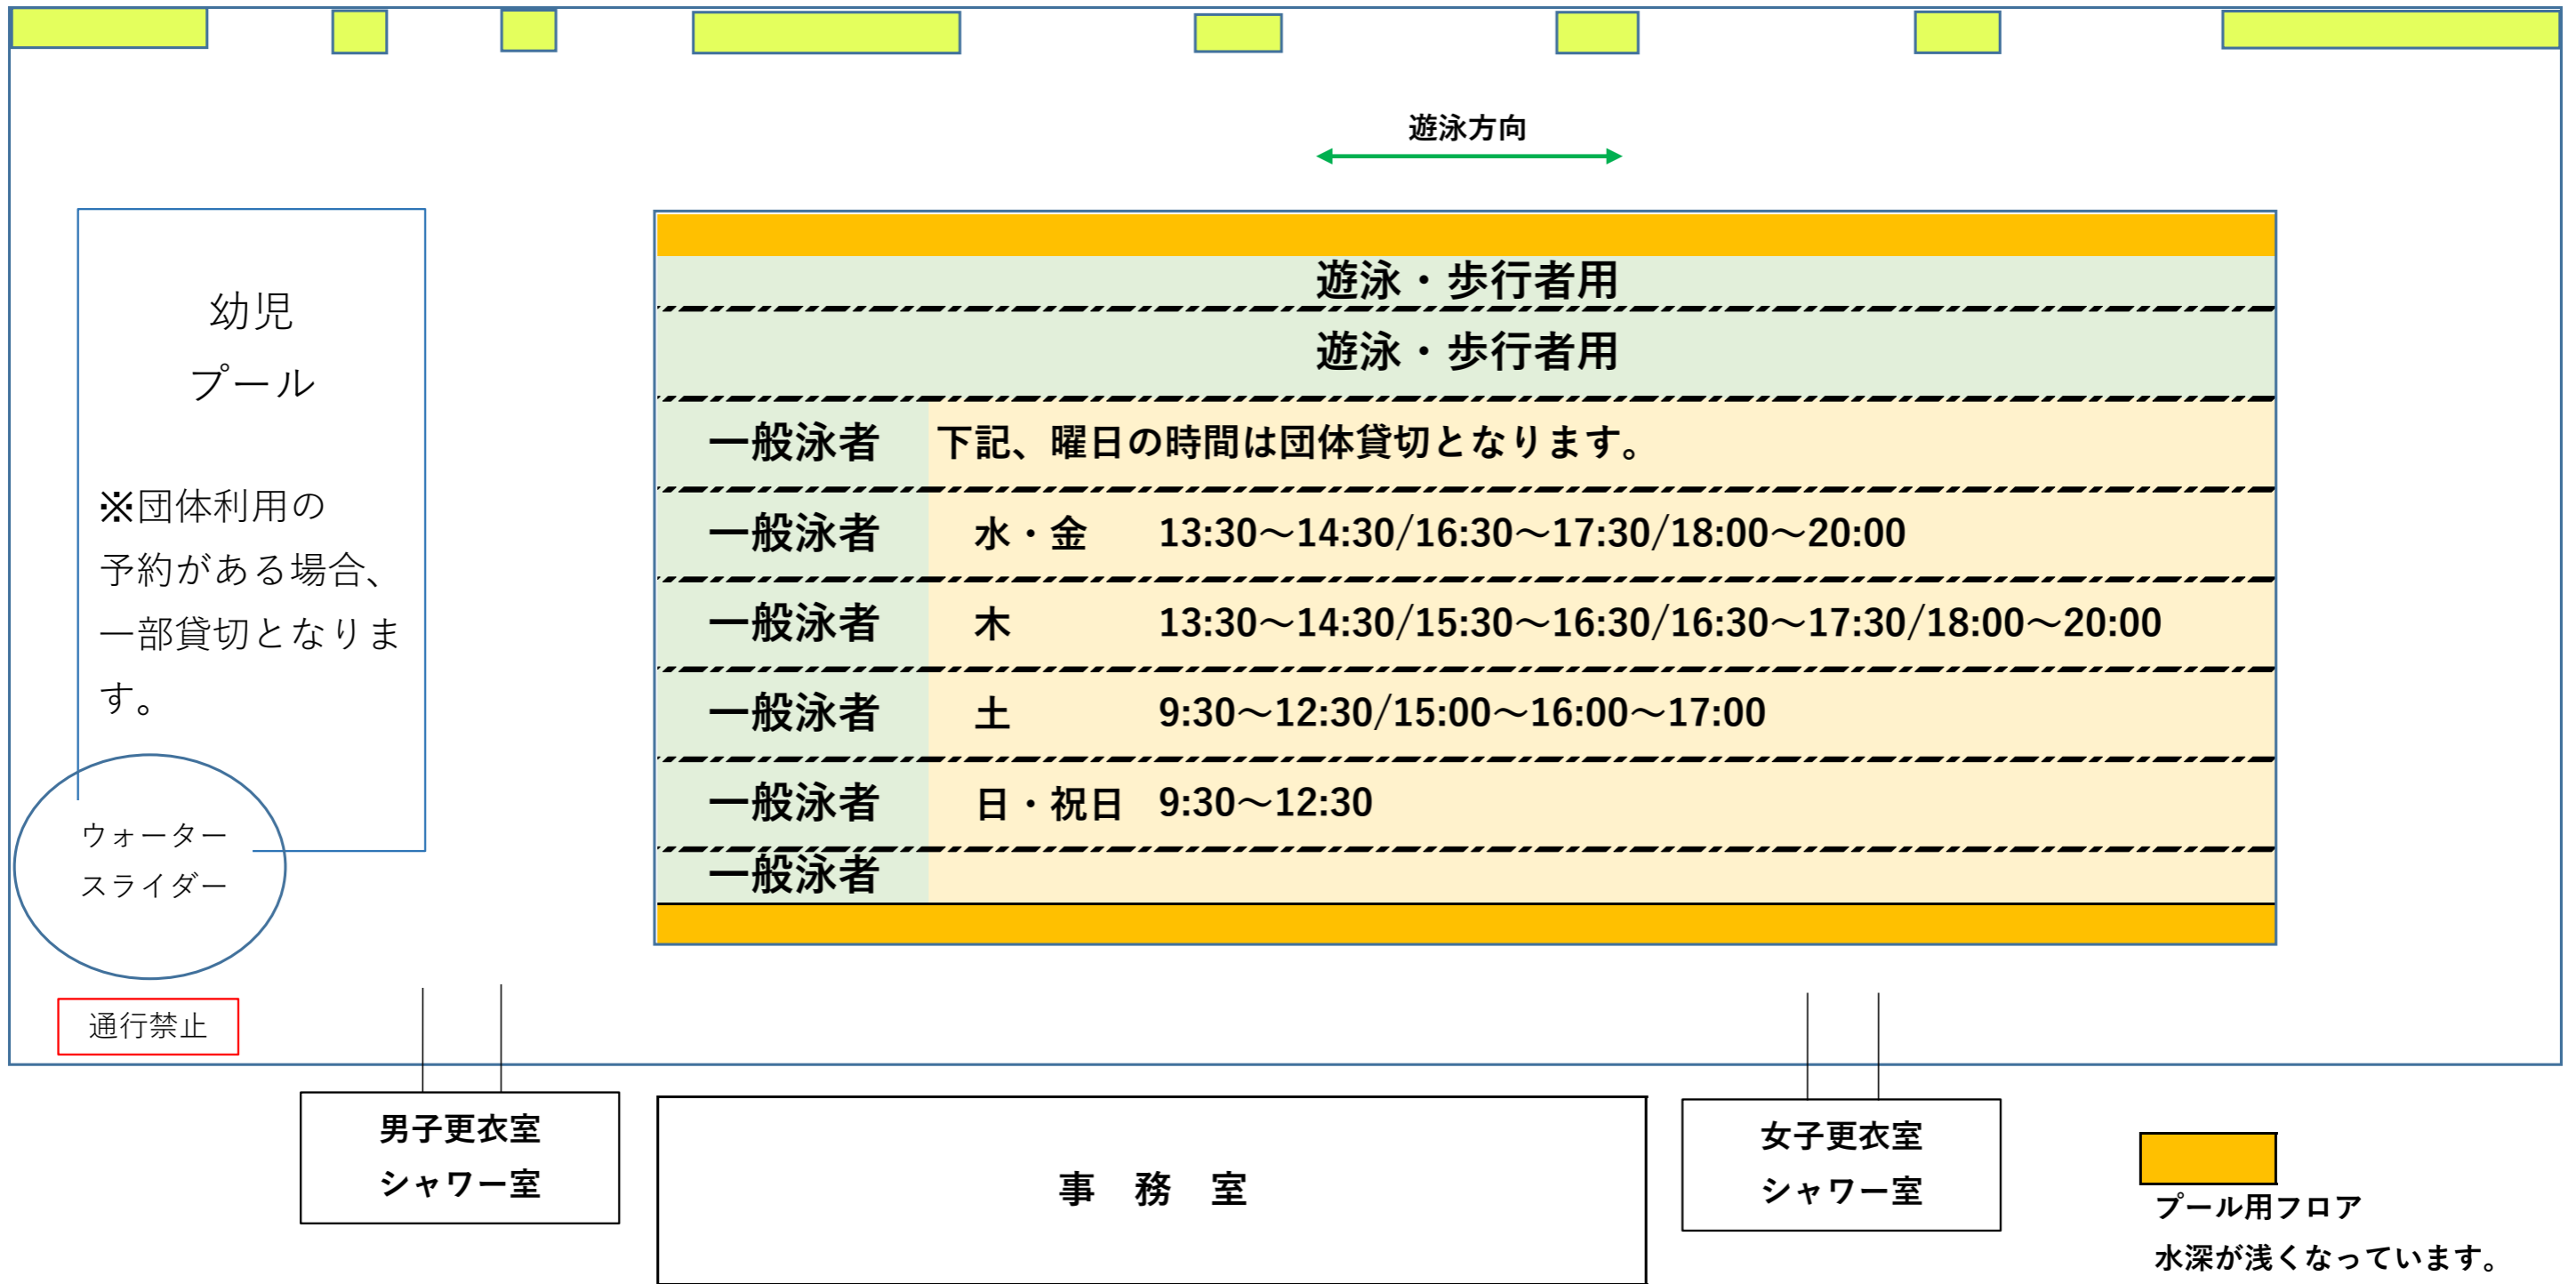 遊泳方向
幼児
プール
※団体利用の
予約がある場合、
一部貸切となりま
す。
ウォーター
スライダー
通行禁止
遊泳・歩行者用
遊泳・歩行者用
一般泳者 下記、曜日の時間は団体貸切となります。
一般泳者 水・金 13:30～14:30/16:30～17:30/18:00～20:00
一般泳者 木 13:30～14:30/15:30～16:30/16:30～17:30/18:00～20:00
一般泳者 土 9:30～12:30/15:00～16:00～17:00
一般泳者 日・祝日 9:30～12:30
一般泳者
男子更衣室
シャワー室
事 務 室
女子更衣室
シャワー室
プール用フロア
水深が浅くなっています。